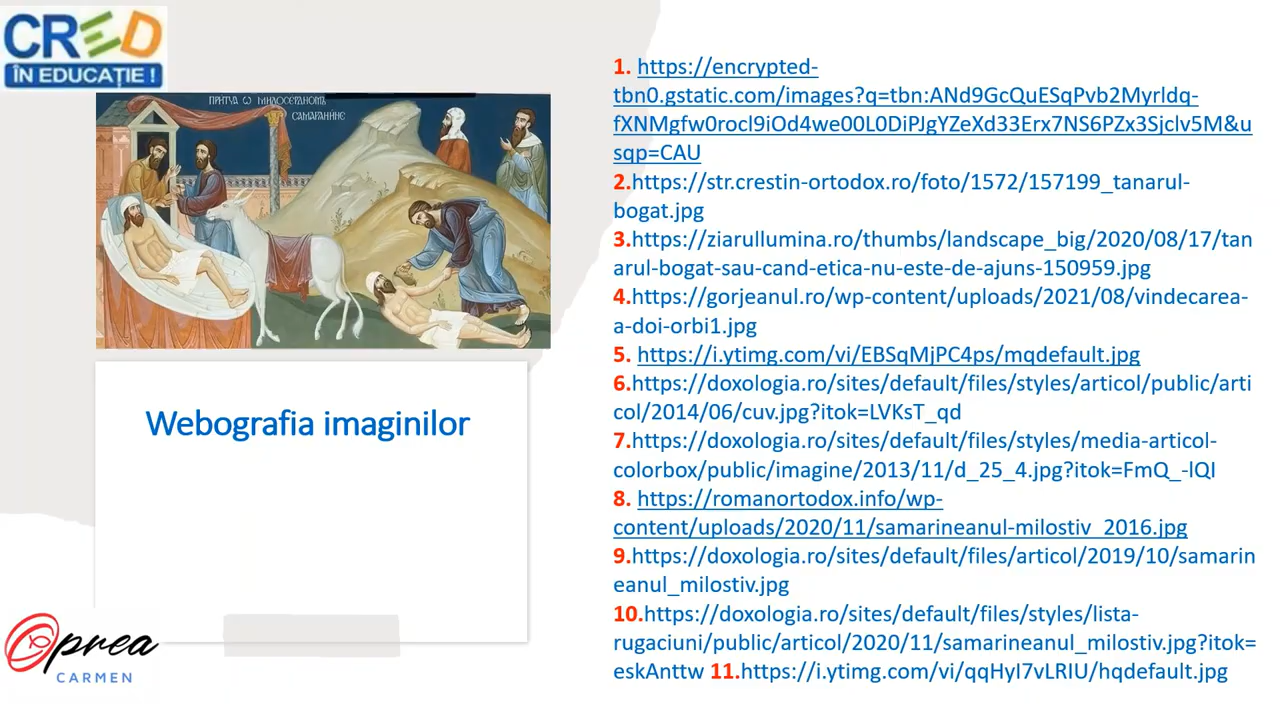 CRED
ÎN EDUCAȚIE !
ПРИТЧА Ѡ МИЛОСЕРДНОМЪ
САМАРЯНИНЕ
Webografia imaginilor
Oprea
CARMEN
1. https://encrypted-
tbn0.gstatic.com/images?q=tbn:ANd9GcQuESqPvb2Myrldq-
fXNMgfw0rocl9iOd4we00L0DiPJgYZeXd33Erx7NS6PZx3Sjclv5M&u
sqp=CAU
2.https://str.crestin-ortodox.ro/foto/1572/157199_tanarul-
bogat.jpg
3.https://ziarullumina.ro/thumbs/landscape_big/2020/08/17/tan
arul-bogat-sau-cand-etica-nu-este-de-ajuns-150959.jpg
4.https://gorjeanul.ro/wp-content/uploads/2021/08/vindecarea-
a-doi-orbi1.jpg
5. https://i.ytimg.com/vi/EBSqMjPC4ps/mqdefault.jpg
6.https://doxologia.ro/sites/default/files/styles/articol/public/arti
col/2014/06/cuv.jpg?itok=LVKsT_qd
7.https://doxologia.ro/sites/default/files/styles/media-articol-
colorbox/public/imagine/2013/11/d_25_4.jpg?itok=FmQ_-lQI
8. https://romanortodox.info/wp-
content/uploads/2020/11/samarineanul-milostiv_2016.jpg
9.https://doxologia.ro/sites/default/files/articol/2019/10/samarin
eanul_milostiv.jpg
10.https://doxologia.ro/sites/default/files/styles/lista-
rugaciuni/public/articol/2020/11/samarineanul_milostiv.jpg?itok=
eskAnttw 11.https://i.ytimg.com/vi/qqHyI7vLRIU/hqdefault.jpg